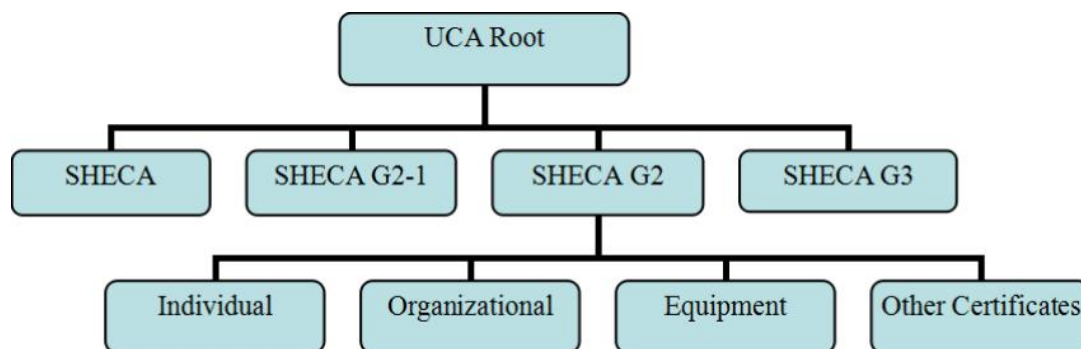 UCA Root
SHECA
SHECA G2-1
SHECA G2
SHECA G3
Individual
Organizational
Equipment
Other Certificates